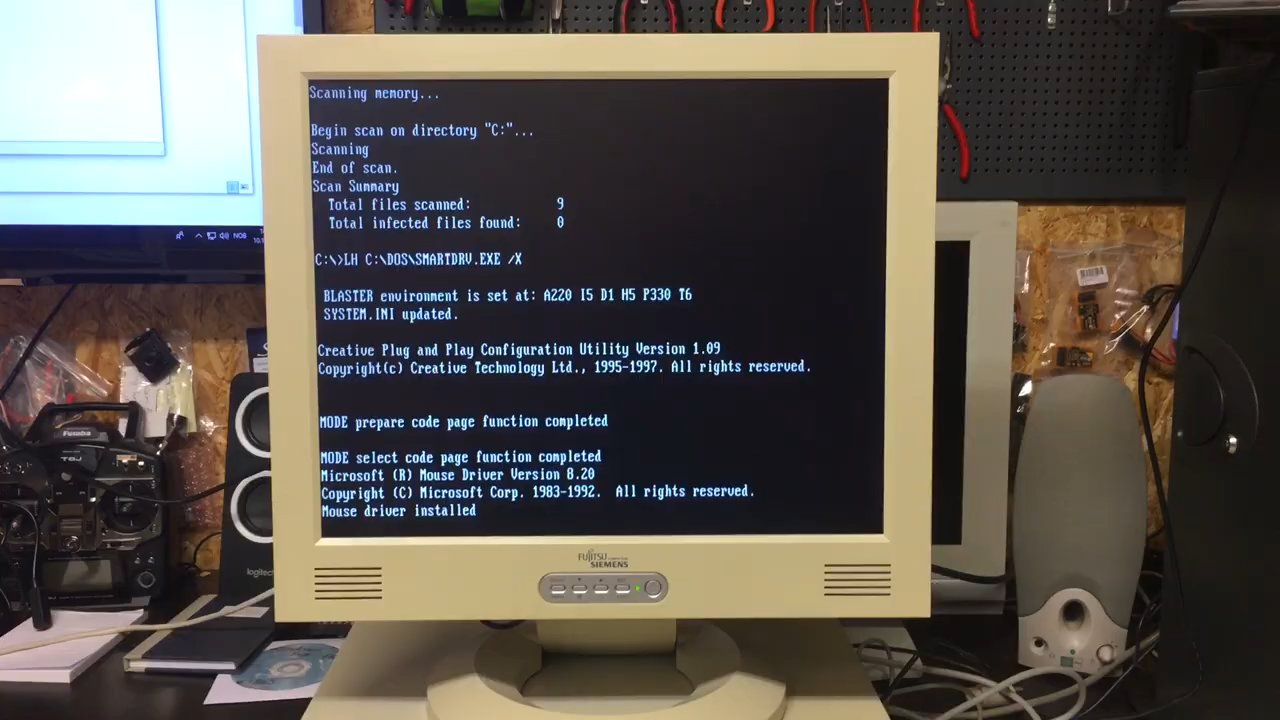 Scanning memory...
Begin scan on directory "C:"...
Scanning
End of scan.
Scan Summary
Total files scanned: 9
Total infected files found: 0
C:\>LH C:\DOS\SMARTDRV.EXE /X
BLASTER environment is set at: A220 I5 D1 H5 P330 T6
SYSTEM.INI updated.
Creative Plug and Play Configuration Utility Version 1.09
Copyright(c) Creative Technology Ltd., 1995-1997. All rights reserved.
MODE prepare code page function completed
MODE select code page function completed
Microsoft (R) Mouse Driver Version 8.20
Copyright (C) Microsoft Corp. 1983-1992.  All rights reserved.
Mouse driver installed
FUJITSU
SIEMENS
NOB
Futaba
T8J
logitech